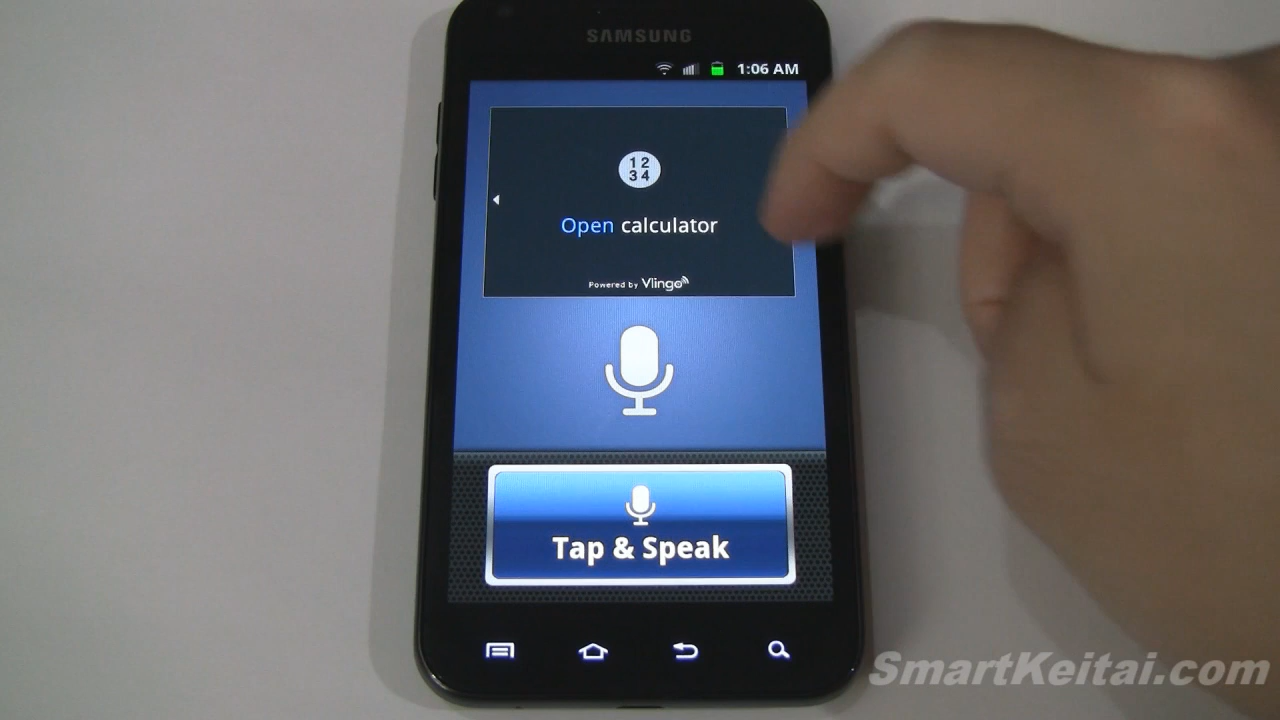 SAMSUNG
1:06 AM
1 2
3 4
Open calculator
Powered by Vlingo
Tap & Speak
SmartKeitai.com